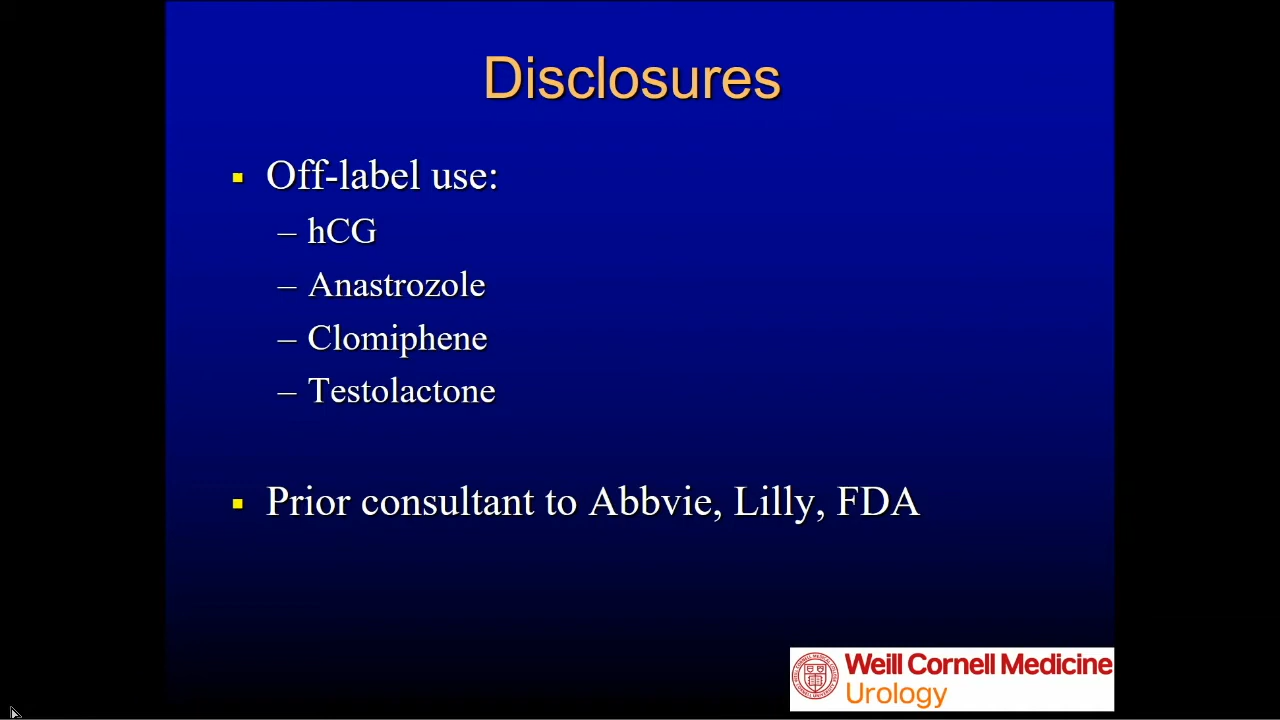 Disclosures
▪ Off-label use:
– hCG
– Anastrozole
– Clomiphene
– Testolactone
▪ Prior consultant to Abbvie, Lilly, FDA
Weill Cornell Medicine
Urology